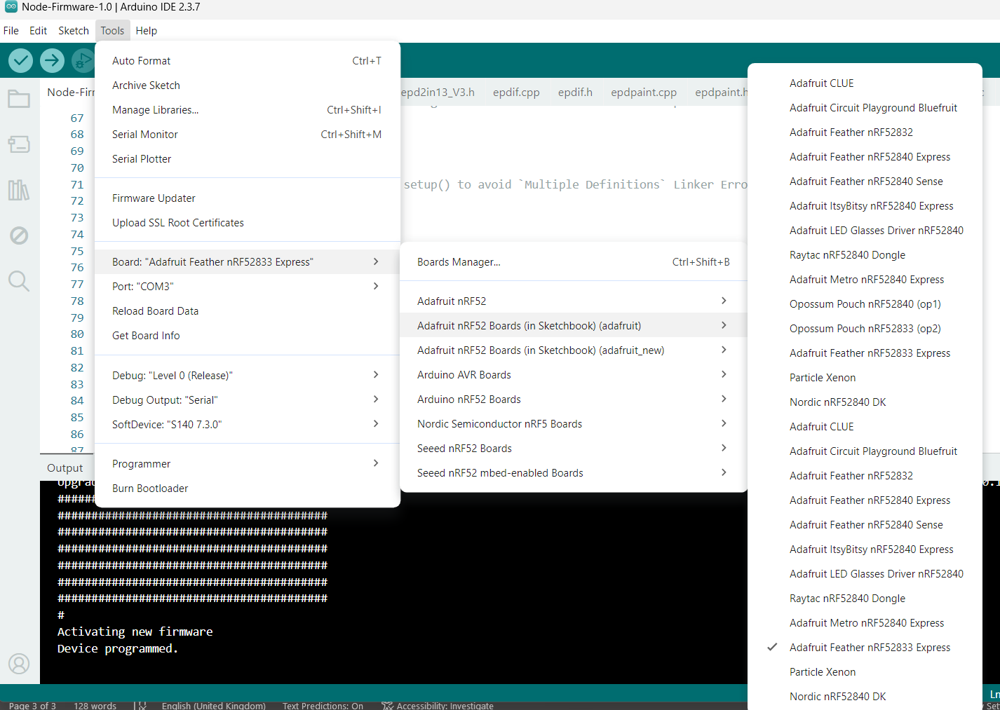 Node-Firmware-1.0 | Arduino IDE 2.3.7
File Edit Sketch Tools Help
Node-Firr
epd2in13_V3.h epdif.cpp epdif.h epdpaint.cpp epdpaint.h
67
68
69
70
71
72
73
74
75
76
77
78
79
80
81
82
83
84
85
86
87
setup() to avoid `Multiple Definitions` Linker Erro
Auto Format Ctrl+T
Archive Sketch
Manage Libraries... Ctrl+Shift+I
Serial Monitor Ctrl+Shift+M
Serial Plotter
Firmware Updater
Upload SSL Root Certificates
Board: "Adafruit Feather nRF52833 Express"
Port: "COM3"
Reload Board Data
Get Board Info
Debug: "Level 0 (Release)"
Debug Output: "Serial"
SoftDevice: "S140 7.3.0"
Programmer
Burn Bootloader
Boards Manager... Ctrl+Shift+B
Adafruit nRF52
Adafruit nRF52 Boards (in Sketchbook) (adafruit)
Adafruit nRF52 Boards (in Sketchbook) (adafruit_new)
Arduino AVR Boards
Arduino nRF52 Boards
Nordic Semiconductor nRF5 Boards
Seeed nRF52 Boards
Seeed nRF52 mbed-enabled Boards
Adafruit CLUE
Adafruit Circuit Playground Bluefruit
Adafruit Feather nRF52832
Adafruit Feather nRF52840 Express
Adafruit Feather nRF52840 Sense
Adafruit ItsyBitsy nRF52840 Express
Adafruit LED Glasses Driver nRF52840
Raytac nRF52840 Dongle
Adafruit Metro nRF52840 Express
Opossum Pouch nRF52840 (op1)
Opossum Pouch nRF52833 (op2)
Adafruit Feather nRF52833 Express
Particle Xenon
Nordic nRF52840 DK
Adafruit CLUE
Adafruit Circuit Playground Bluefruit
Adafruit Feather nRF52832
Adafruit Feather nRF52840 Express
Adafruit Feather nRF52840 Sense
Adafruit ItsyBitsy nRF52840 Express
Adafruit LED Glasses Driver nRF52840
Raytac nRF52840 Dongle
Adafruit Metro nRF52840 Express
Adafruit Feather nRF52833 Express
Particle Xenon
Nordic nRF52840 DK
Output
Upgra
######
########################################
########################################
########################################
########################################
########################################
########################################
#
Activating new firmware
Device programmed.
Ln
Page 3 of 3 128 words English (United Kingdom) Text Predictions: On Accessibility: Investigate